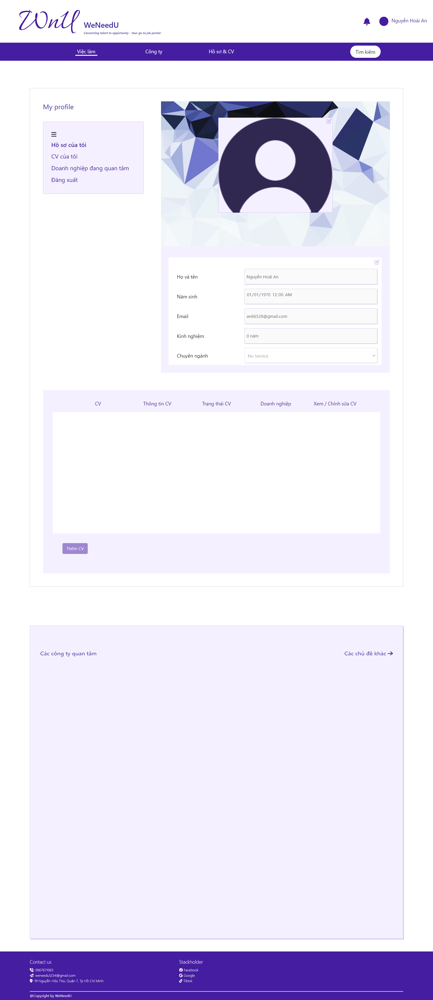 WnU
WeNeedU
Connecting talent to opportunity - Your go-to job portal!
Nguyễn Hoài An
Việc làm
Công ty
Hồ sơ & CV
Tìm kiếm
My profile
Hồ sơ của tôi
CV của tôi
Doanh nghiệp đang quan tâm
Đăng xuất
Họ và tên
Nguyễn Hoài An
Năm sinh
01/01/1970 12:00 AM
Email
an66528@gmail.com
Kinh nghiệm
0 năm
Chuyên ngành
No Service
CV
Thông tin CV
Trạng thái CV
Doanh nghiệp
Xem / Chỉnh sửa CV
Thêm CV
Các công ty quan tâm
Các chủ đề khác
Contact us
: 0967671065
: weneedu1234@gmail.com
: 19 Nguyễn Hữu Thọ, Quận 7, Tp Hồ Chí Minh
Stackholder
Facebook
Google
Tiktok
@Copyright by WeNeedU